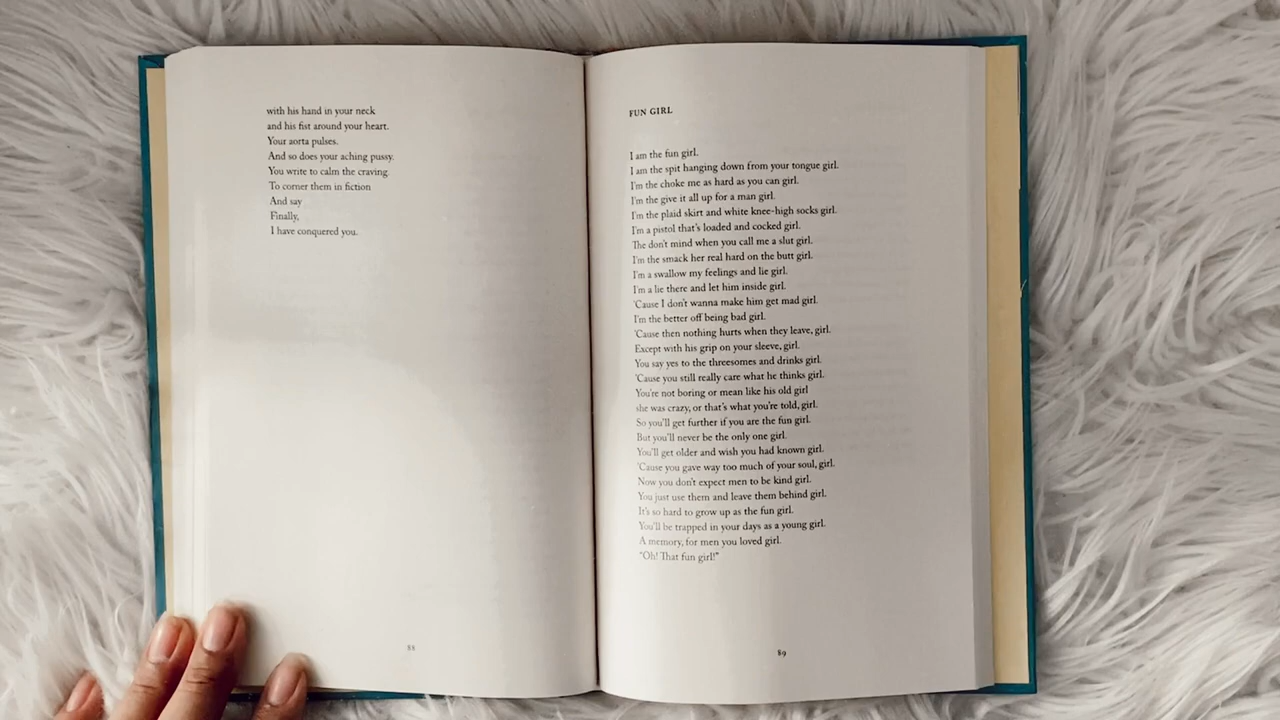 with his hand in your neck
and his fist around your heart.
Your aorta pulses.
And so does your aching pussy.
You write to calm the craving.
To corner them in fiction
And say
Finally,
I have conquered you.
88
FUN GIRL
I am the fun girl.
I am the spit hanging down from your tongue girl.
I'm the choke me as hard as you can girl.
I'm the give it all up for a man girl.
I'm the plaid skirt and white knee-high socks girl.
I'm a pistol that's loaded and cocked girl.
The don't mind when you call me a slut girl.
I'm the smack her real hard on the butt girl.
I'm a swallow my feelings and lie girl.
I'm a lie there and let him inside girl.
'Cause I don't wanna make him get mad girl.
I'm the better off being bad girl.
'Cause then nothing hurts when they leave, girl.
Except with his grip on your sleeve, girl.
You say yes to the threesomes and drinks girl.
'Cause you still really care what he thinks girl.
You're not boring or mean like his old girl
she was crazy, or that's what you're told, girl.
So you'll get further if you are the fun girl.
But you'll never be the only one girl.
You'll get older and wish you had known girl.
'Cause you gave way too much of your soul, girl.
Now you don't expect men to be kind girl.
You just use them and leave them behind girl.
It's so hard to grow up as the fun girl.
You'll be trapped in your days as a young girl.
A memory, for men you loved girl.
"Oh! That fun girl!"
89